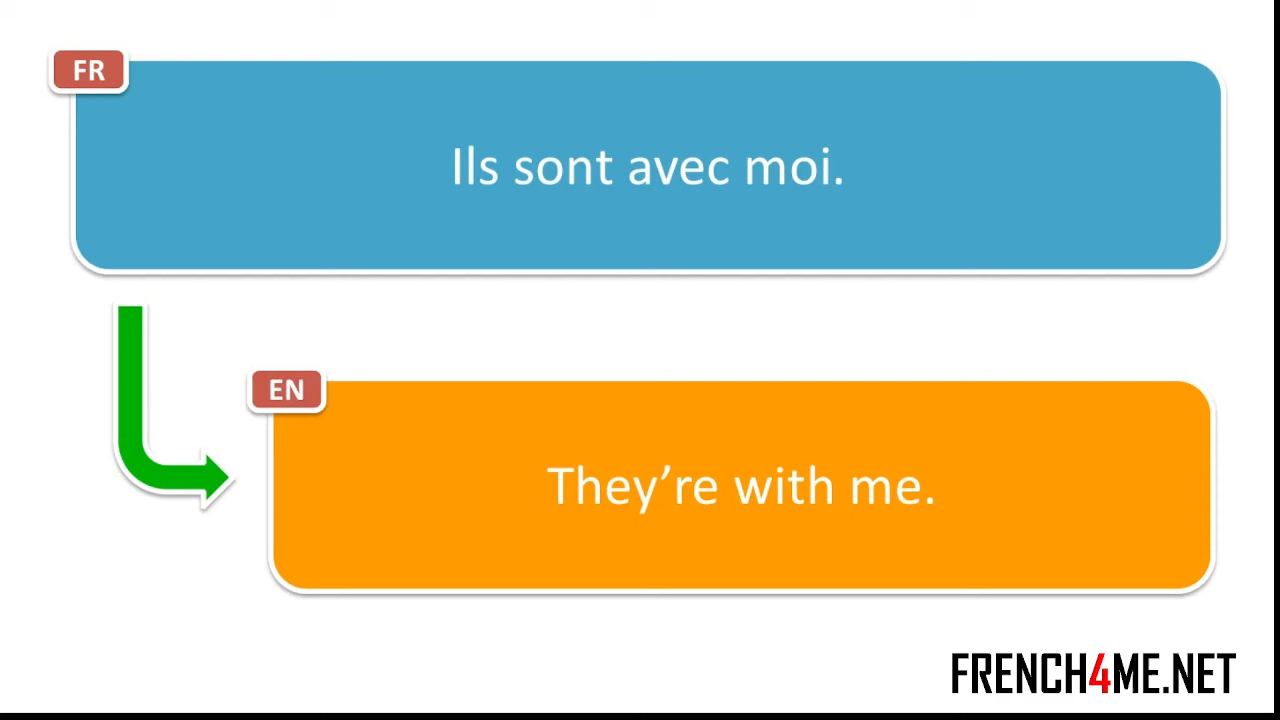 FR
Ils sont avec moi.
EN
They’re with me.
FRENCH4ME.NET